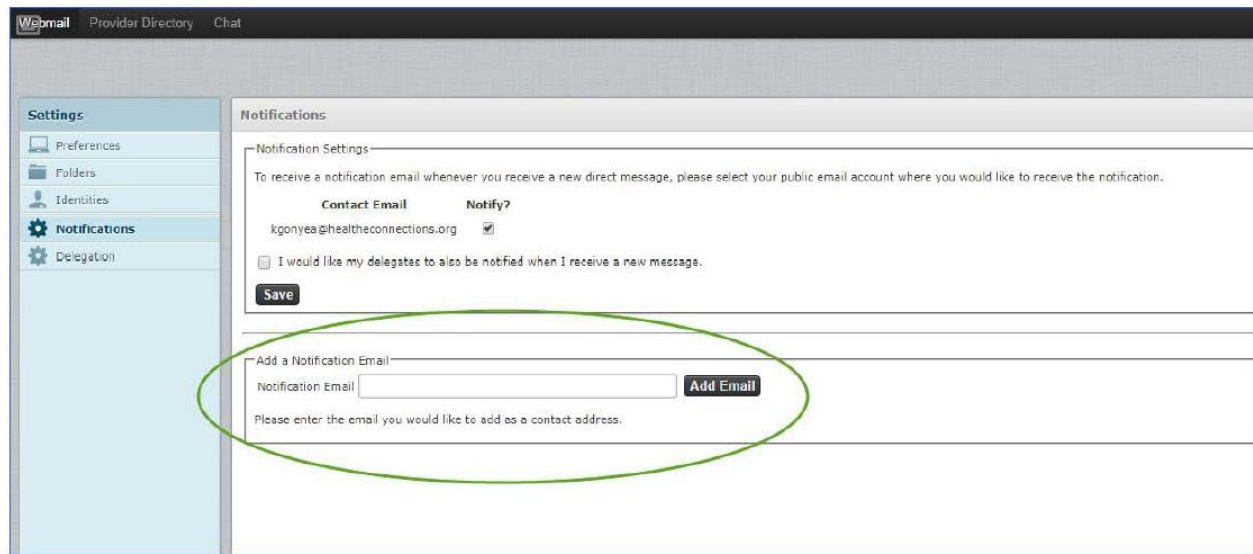 Webmail Provider Directory Chat
Settings
Preferences
Folders
Identities
Notifications
Delegation
Notifications
Notification Settings
To receive a notification email whenever you receive a new direct message, please select your public email account where you would like to receive the notification.
Contact Email Notify?
kgonyea@healtheconnections.org
I would like my delegates to also be notified when I receive a new message.
Save
Add a Notification Email
Notification Email Add Email
Please enter the email you would like to add as a contact address.